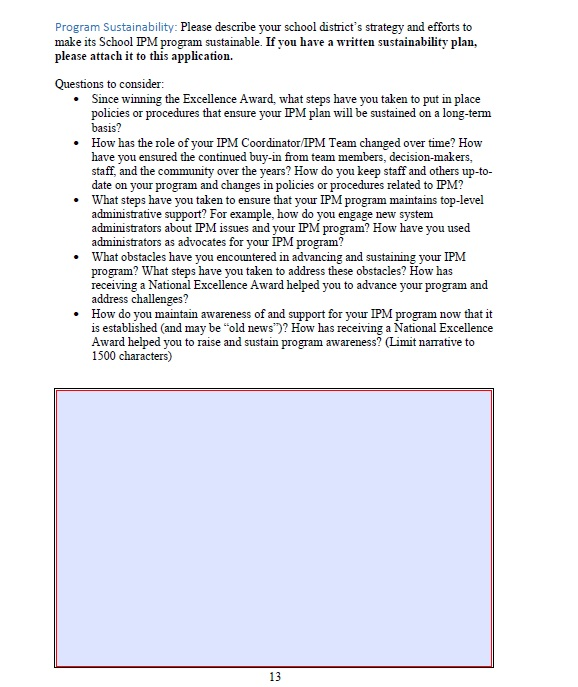 Program Sustainability: Please describe your school district's strategy and efforts to
make its School IPM program sustainable. If you have a written sustainability plan,
please attach it to this application.
Questions to consider:
• Since winning the Excellence Award, what steps have you taken to put in place
policies or procedures that ensure your IPM plan will be sustained on a long-term
basis?
• How has the role of your IPM Coordinator/IPM Team changed over time? How
have you ensured the continued buy-in from team members, decision-makers,
staff, and the community over the years? How do you keep staff and others up-to-
date on your program and changes in policies or procedures related to IPM?
• What steps have you taken to ensure that your IPM program maintains top-level
administrative support? For example, how do you engage new system
administrators about IPM issues and your IPM program? How have you used
administrators as advocates for your IPM program?
• What obstacles have you encountered in advancing and sustaining your IPM
program? What steps have you taken to address these obstacles? How has
receiving a National Excellence Award helped you to advance your program and
address challenges?
• How do you maintain awareness of and support for your IPM program now that it
is established (and may be “old news”)? How has receiving a National Excellence
Award helped you to raise and sustain program awareness? (Limit narrative to
1500 characters)
13